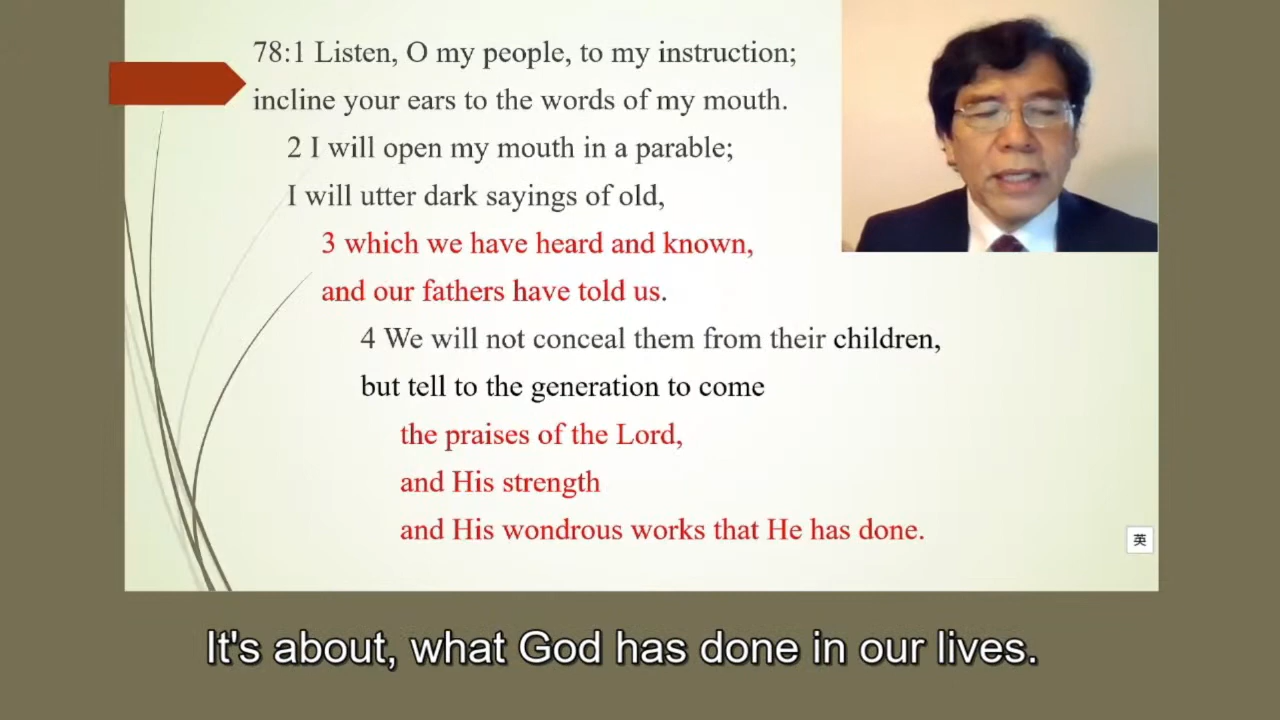 78:1 Listen, O my people, to my instruction;
incline your ears to the words of my mouth.
2 I will open my mouth in a parable;
I will utter dark sayings of old,
3 which we have heard and known,
and our fathers have told us.
4 We will not conceal them from their children,
but tell to the generation to come
the praises of the Lord,
and His strength
and His wondrous works that He has done.
英
It's about, what God has done in our lives.